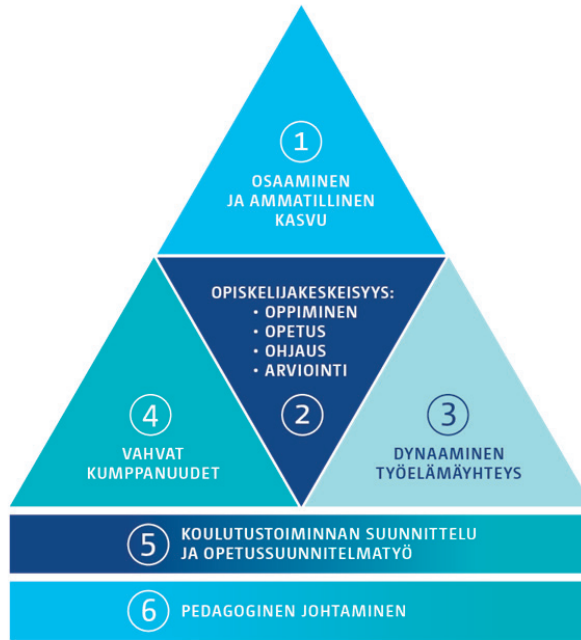 1
OSAAMINEN
JA AMMATILLINEN
KASVU
OPISKELIJAKESKEISYYS:
• OPPIMINEN
• OPETUS
• OHJAUS
• ARVIOINTI
2
3
DYNAAMINEN
TYÖELÄMÄYHTEYS
4
VAHVAT
KUMPPANUUDET
5
KOULUTUSTOIMINNAN SUUNNITTELU
JA OPETUSSUUNNITELMATYÖ
6
PEDAGOGINEN JOHTAMINEN